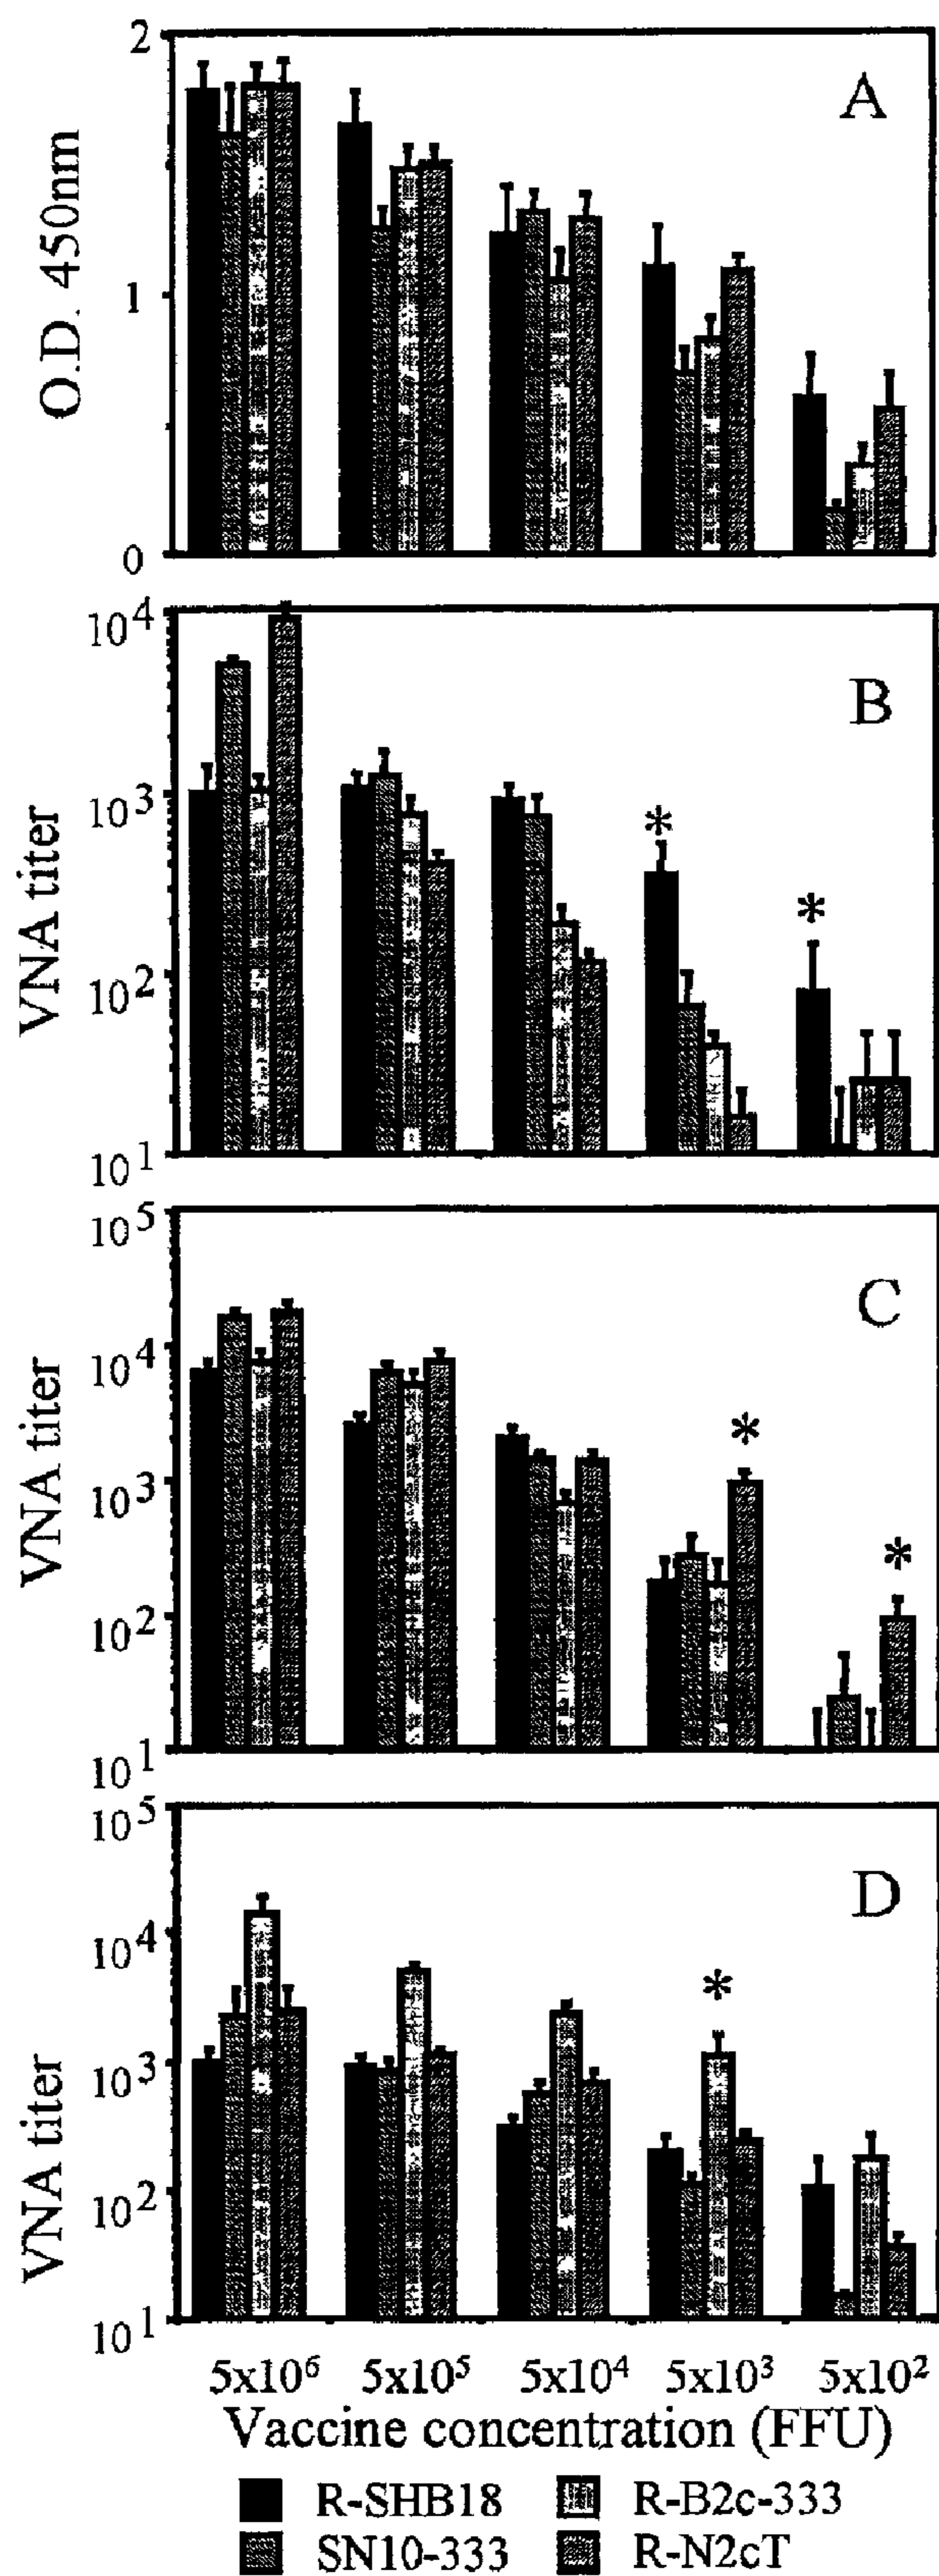 2
A
O.D. 450nm
1
0
10⁴
B
10³
VNA titer
*
*
10²
10¹
10⁵
C
10⁴
VNA titer
*
10³
*
10²
10¹
10⁵
D
10⁴
*
VNA titer
10³
10²
10¹
5x10⁶ 5x10⁵ 5x10⁴ 5x10³ 5x10²
Vaccine concentration (FFU)
R-SHB18 R-B2c-333
SN10-333 R-N2cT